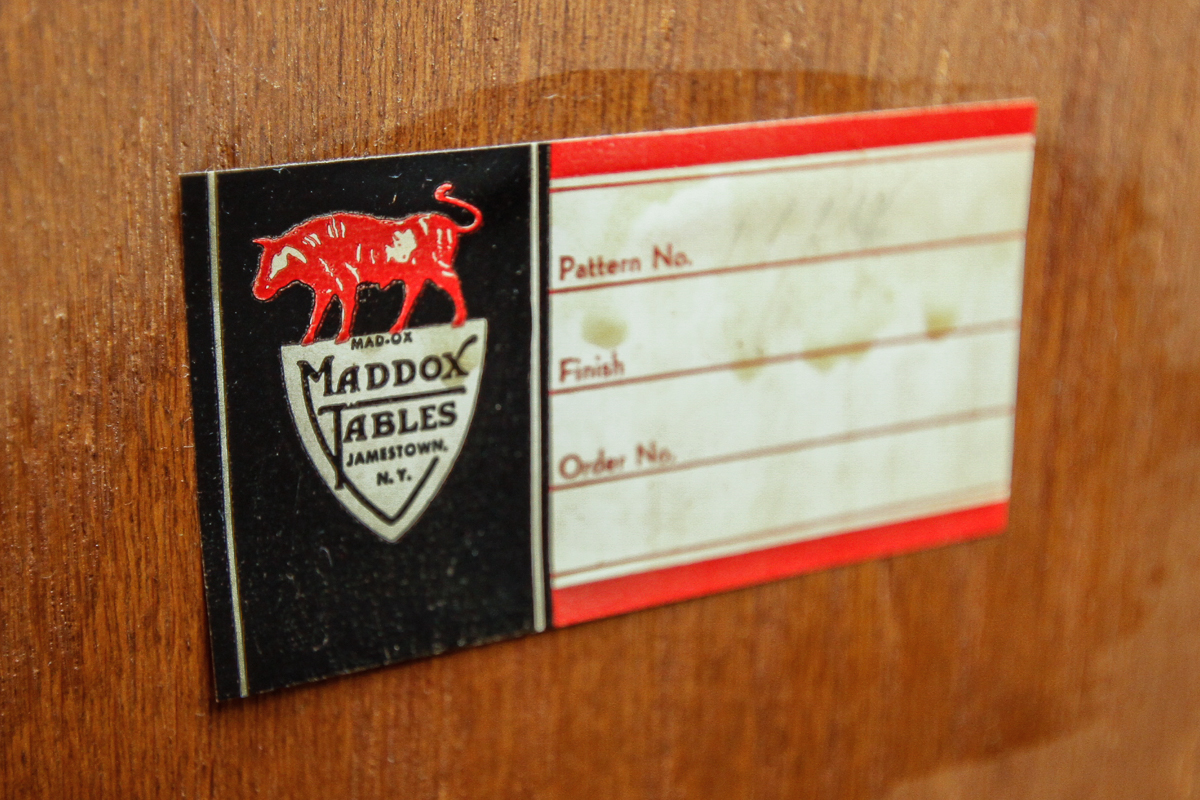 MAD-OX
MADDOX
TABLES
JAMESTOWN,
N.Y.
Pattern No.
Finish
Order No.